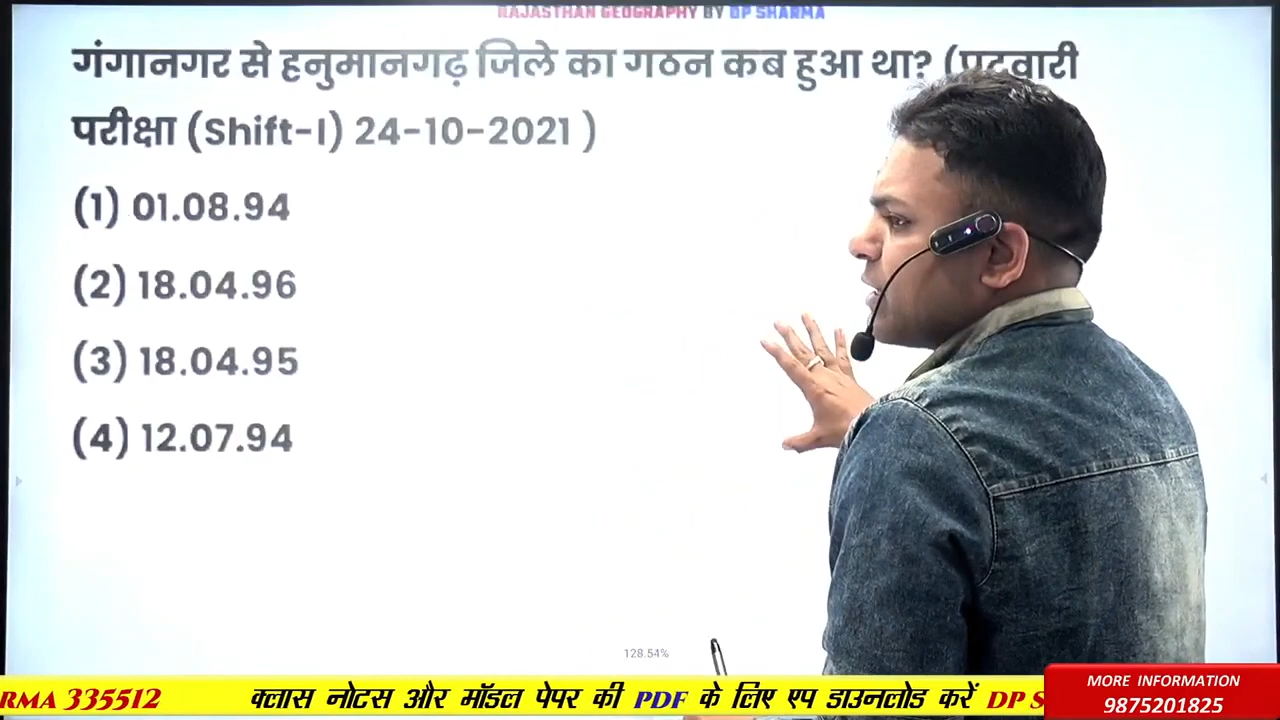 RAJASTHAN GEOGRAPHY BY DP SHARMA
गंगानगर से हनुमानगढ़ जिले का गठन कब हुआ था? (पटवारी
परीक्षा (Shift-I) 24-10-2021 )
(1) 01.08.94
(2) 18.04.96
(3) 18.04.95
(4) 12.07.94
128.54%
RMA 335512 क्लास नोटस और मॉडल पेपर की PDF के लिए एप डाउनलोड करें DP S
MORE INFORMATION
9875201825